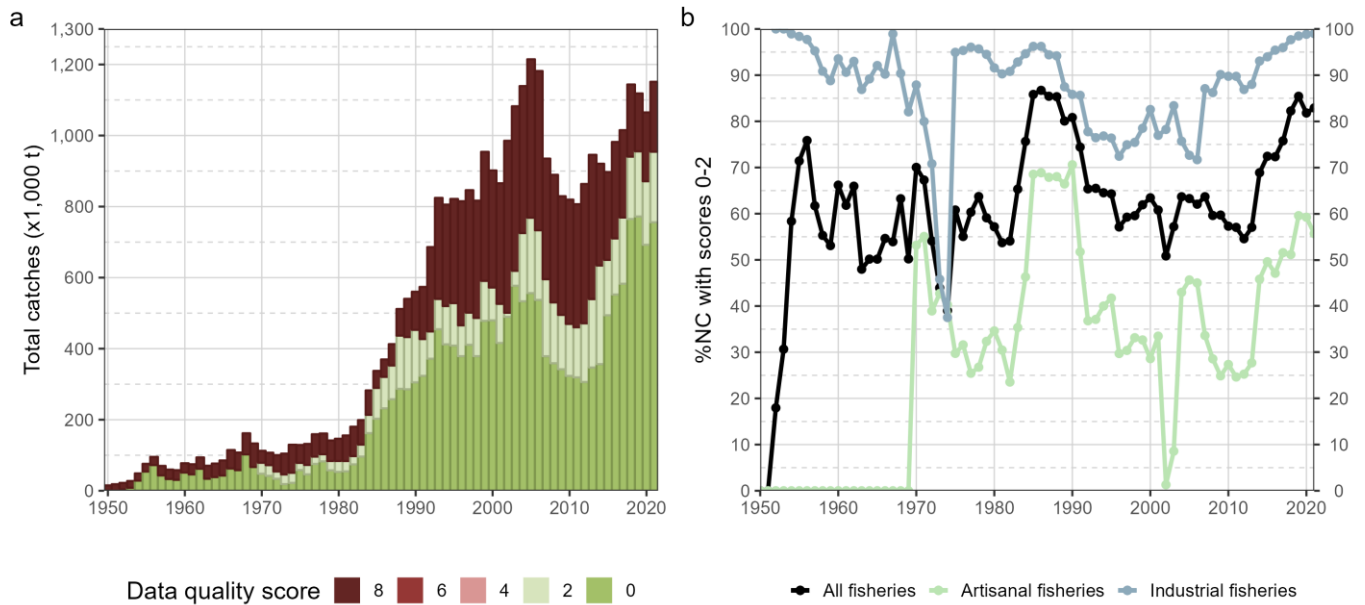 a
Total catches (x1,000 t)
1,300
1,200
1,000
800
600
400
200
0
1950 1960 1970 1980 1990 2000 2010 2020
Data quality score 8 6 4 2 0
b
%NC with scores 0-2
100 100
90 90
80 80
70 70
60 60
50 50
40 40
30 30
20 20
10 10
0 0
1950 1960 1970 1980 1990 2000 2010 2020
All fisheries Artisanal fisheries Industrial fisheries